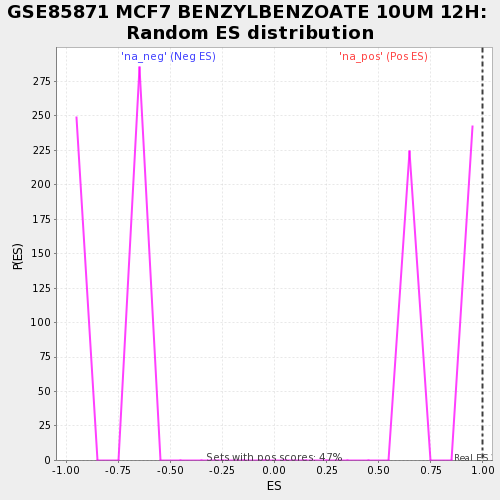 GSE85871 MCF7 BENZYLBENZOATE 10UM 12H:
Random ES distribution
'na_neg' (Neg ES)
'na_pos' (Pos ES)
275
250
225
200
175
150
125
100
75
50
25
0
P(ES)
Sets with pos scores: 47%
Real ES
-1.00 -0.75 -0.50 -0.25 0.00 0.25 0.50 0.75 1.00
ES